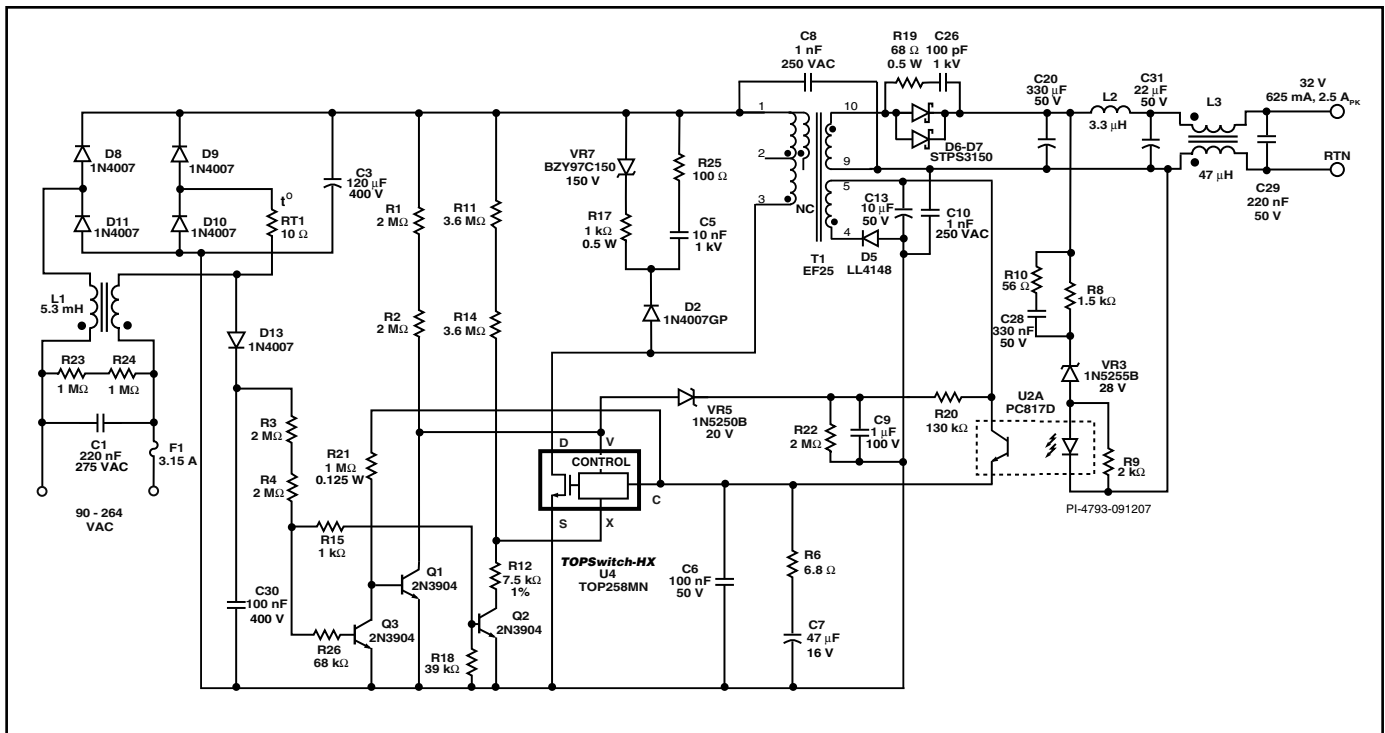 C8
1 nF
250 VAC
R19
68 Ω
0.5 W
C26
100 pF
1 kV
C20
330 μF
50 V
L2
3.3 μH
C31
22 μF
50 V
L3
47 μH
32 V
625 mA, 2.5 APK
RTN
C29
220 nF
50 V
D8
1N4007
D9
1N4007
D11
1N4007
D10
1N4007
t°
RT1
10 Ω
C3
120 μF
400 V
R1
2 MΩ
R11
3.6 MΩ
VR7
BZY97C150
150 V
R25
100 Ω
R17
1 kΩ
0.5 W
C5
10 nF
1 kV
1
2
3
NC
10
9
5
4
D6-D7
STPS3150
C13
10 μF
50 V
C10
1 nF
250 VAC
T1
EF25
D5
LL4148
L1
5.3 mH
D13
1N4007
R2
2 MΩ
R14
3.6 MΩ
D2
1N4007GP
R10
56 Ω
C28
330 nF
50 V
R8
1.5 kΩ
VR3
1N5255B
28 V
R23
1 MΩ
R24
1 MΩ
C1
220 nF
275 VAC
F1
3.15 A
90 - 264
VAC
R3
2 MΩ
R4
2 MΩ
R21
1 MΩ
0.125 W
R15
1 kΩ
VR5
1N5250B
20 V
R22
2 MΩ
C9
1 μF
100 V
R20
130 kΩ
U2A
PC817D
R9
2 kΩ
PI-4793-091207
D
V
CONTROL
C
S
X
TOPSwitch-HX
U4
TOP258MN
R12
7.5 kΩ
1%
Q1
2N3904
Q2
2N3904
Q3
2N3904
C30
100 nF
400 V
R26
68 kΩ
R18
39 kΩ
C6
100 nF
50 V
R6
6.8 Ω
C7
47 μF
16 V